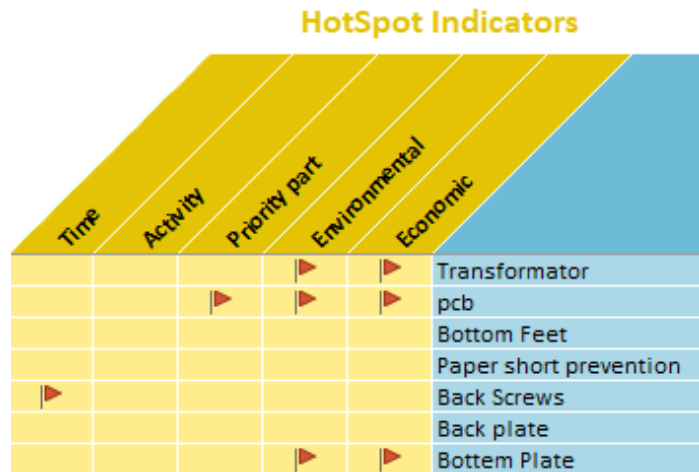 HotSpot Indicators
Time
Activity
Priority part
Environmental
Economic
Transformator
pcb
Bottom Feet
Paper short prevention
Back Screws
Back plate
Bottem Plate